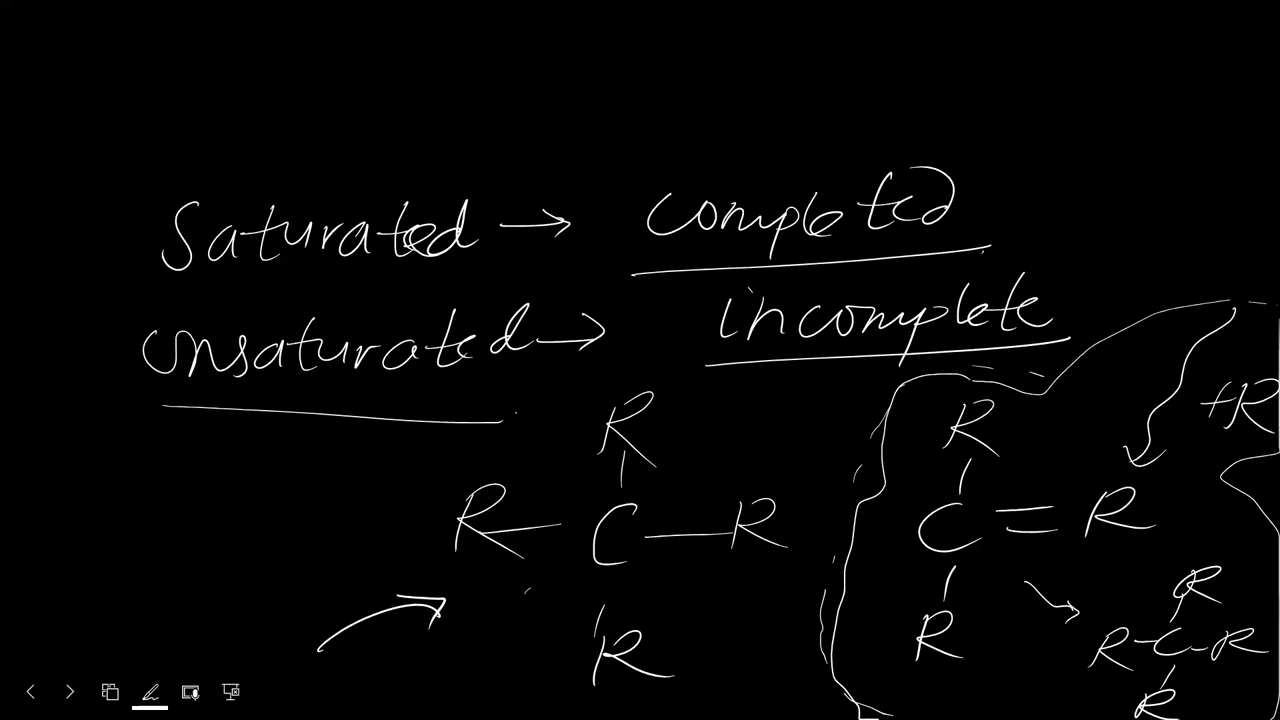 Saturated → completed
Unsaturated → incomplete
R
R — C — R
R
+R
R
C = R
R
R
R - C - R
R